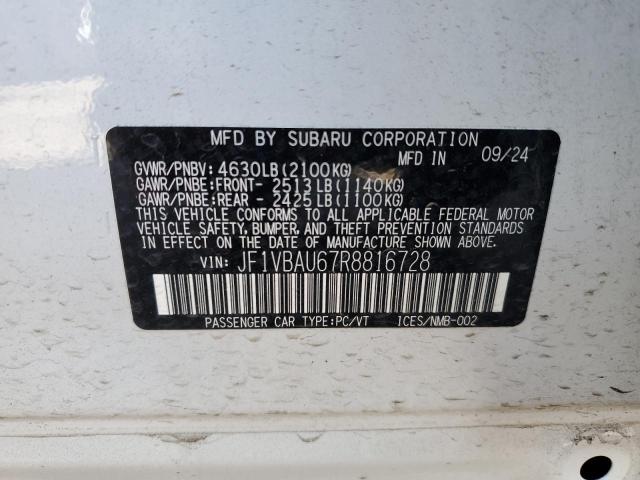 MFD BY SUBARU CORPORATION
MFD IN 09/24
GVWR/PNBV: 4630LB(2100KG)
GAWR/PNBE:FRONT- 2513LB(1140KG)
GAWR/PNBE:REAR - 2425LB(1100KG)
THIS VEHICLE CONFORMS TO ALL APPLICABLE FEDERAL MOTOR
VEHICLE SAFETY, BUMPER, AND THEFT PREVENTION STANDARDS
IN EFFECT ON THE DATE OF MANUFACTURE SHOWN ABOVE.
VIN: JF1VBAU67R8816728
PASSENGER CAR TYPE:PC/VT ICES/NMB-002